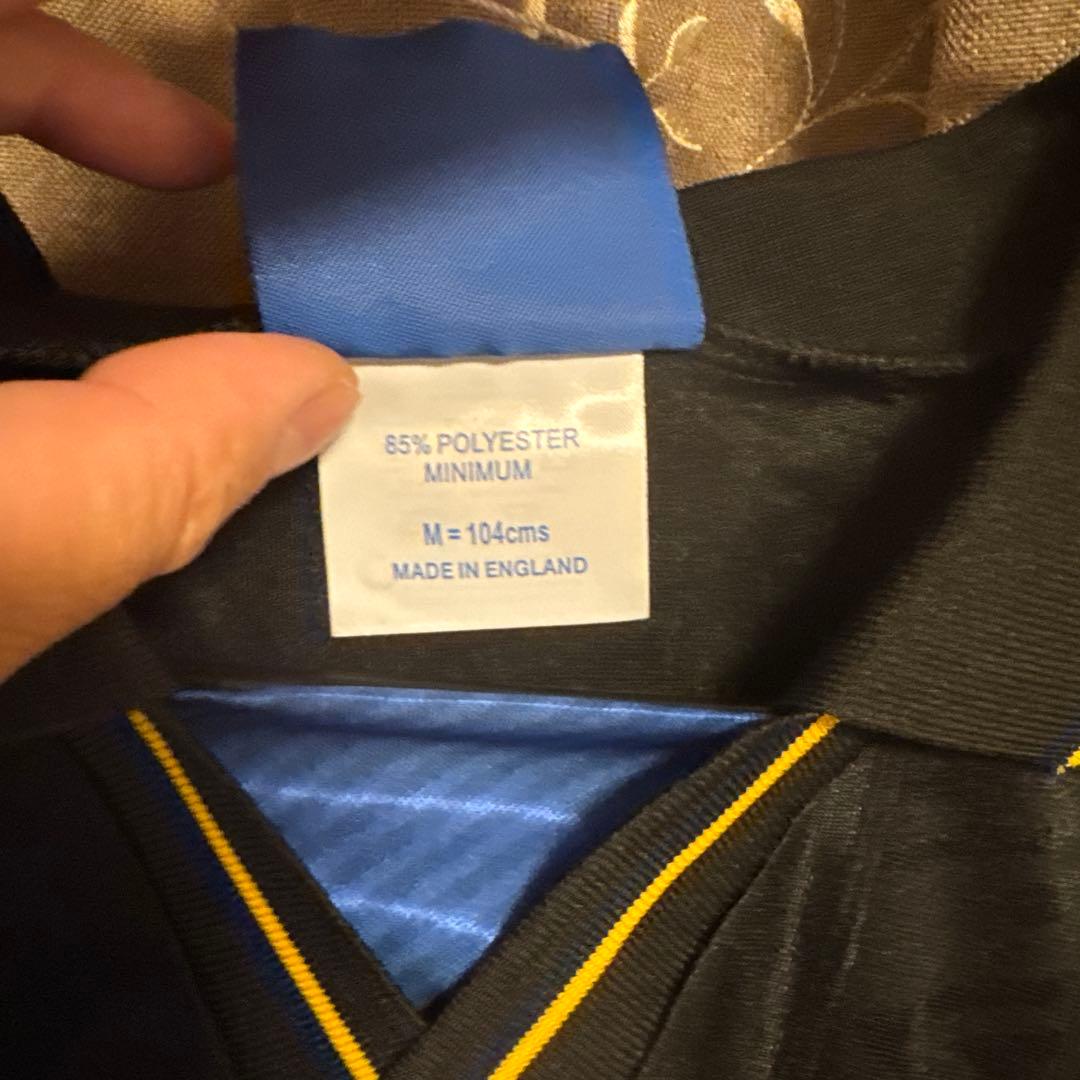 85% POLYESTER
MINIMUM
M = 104cms
MADE IN ENGLAND